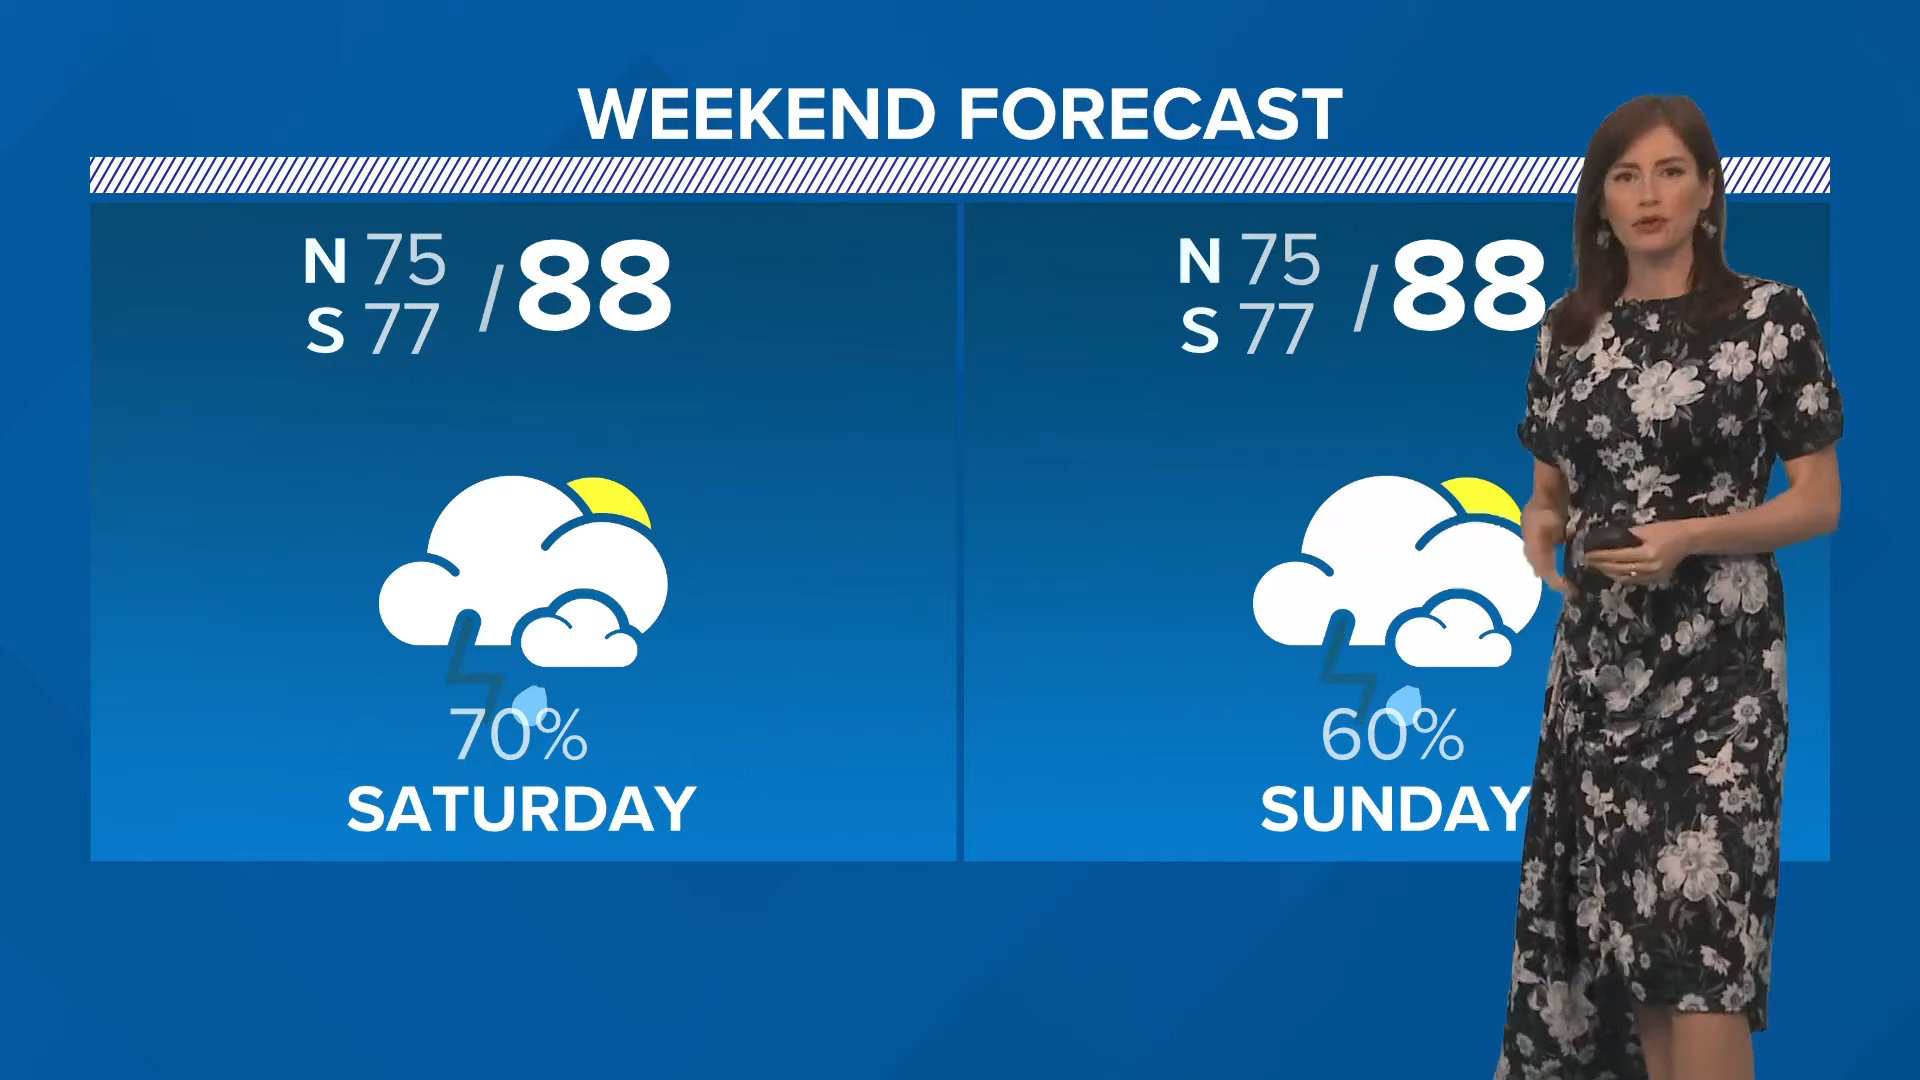 WEEKEND FORECAST
N 75
S 77
/88
70%
SATURDAY
N 75
S 77
/88
60%
SUNDAY